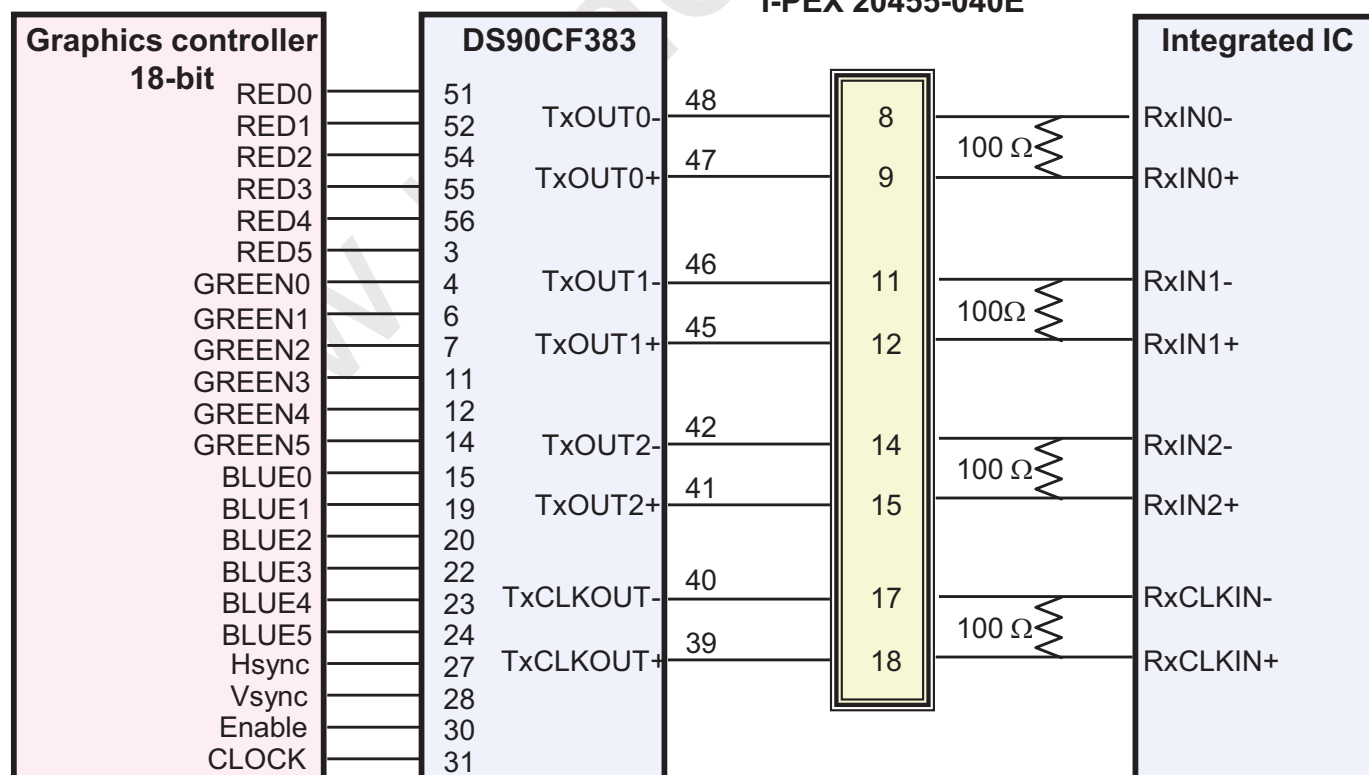 I-PEX 20455-040E
Graphics controller
18-bit
RED0
RED1
RED2
RED3
RED4
RED5
GREEN0
GREEN1
GREEN2
GREEN3
GREEN4
GREEN5
BLUE0
BLUE1
BLUE2
BLUE3
BLUE4
BLUE5
Hsync
Vsync
Enable
CLOCK
DS90CF383
51
52
54
55
56
3
4
6
7
11
12
14
15
19
20
22
23
24
27
28
30
31
TxOUT0-
TxOUT0+
TxOUT1-
TxOUT1+
TxOUT2-
TxOUT2+
TxCLKOUT-
TxCLKOUT+
48
47
46
45
42
41
40
39
8
9
11
12
14
15
17
18
100 Ω
100Ω
100 Ω
100 Ω
Integrated IC
RxIN0-
RxIN0+
RxIN1-
RxIN1+
RxIN2-
RxIN2+
RxCLKIN-
RxCLKIN+